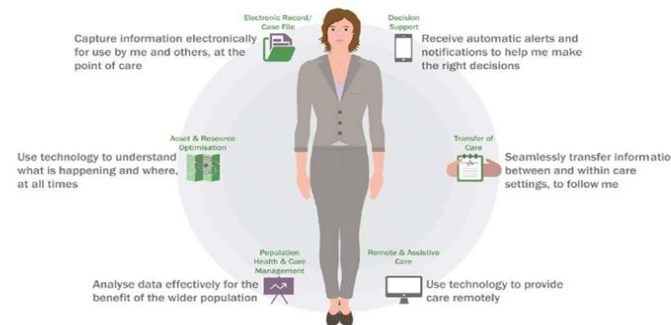 Electronic Record/
Case File
Capture information electronically
for use by me and others, at the
point of care
Decision
Support
Receive automatic alerts and
notifications to help me make
the right decisions
Asset & Resource
Optimisation
Use technology to understand
what is happening and where,
at all times
Transfer of
Care
Seamlessly transfer informatio
between and within care
settings, to follow me
Population
Health & Care
Management
Analyse data effectively for the
benefit of the wider population
Remote & Assistive
Care
Use technology to provide
care remotely